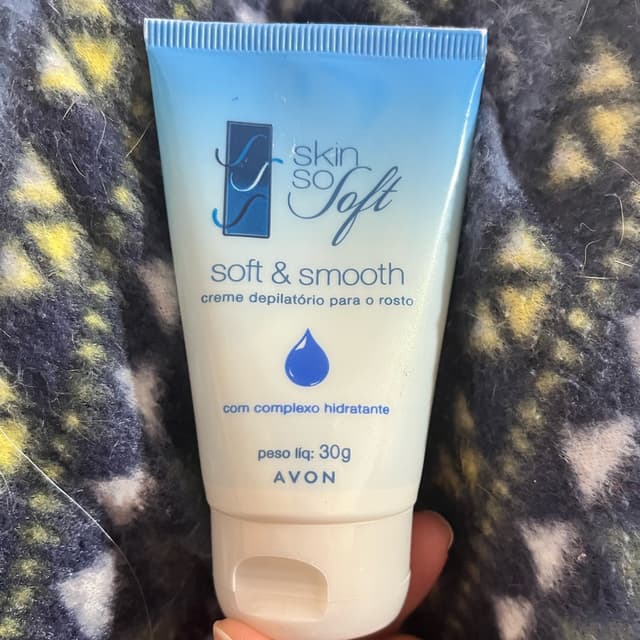 skin
so
Soft
soft & smooth
creme depilatório para o rosto
com complexo hidratante
peso líq: 30g
AVON